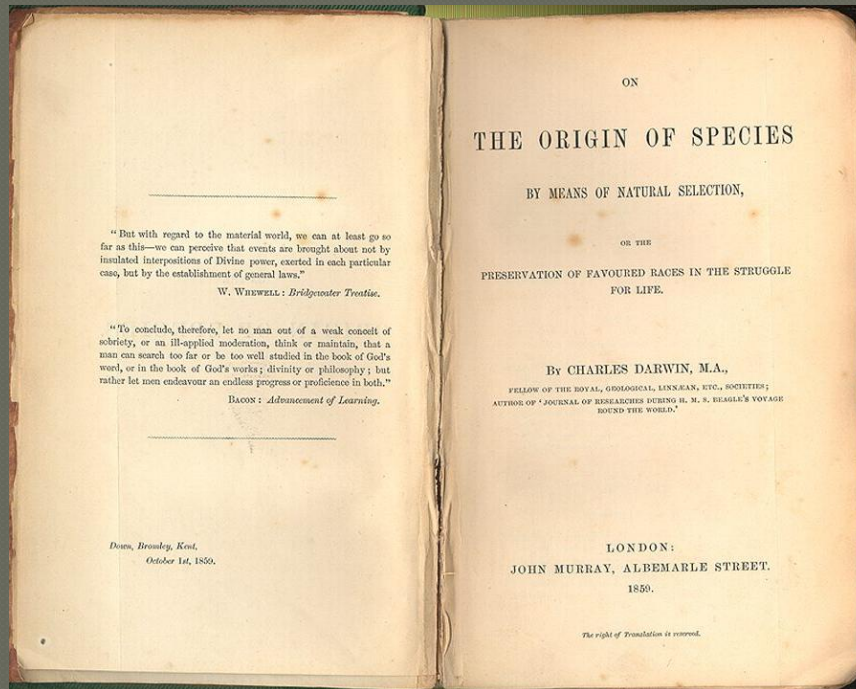 "But with regard to the material world, we can at least go so
far as this—we can perceive that events are brought about not by
insulated interpositions of Divine power, exerted in each particular
case, but by the establishment of general laws."
W. WHEWELL: Bridgewater Treatise.
"To conclude, therefore, let no man out of a weak conceit of
sobriety, or an ill-applied moderation, think or maintain, that a
man can search too far or be too well studied in the book of God's
word, or in the book of God's works; divinity or philosophy; but
rather let men endeavour an endless progress or proficience in both."
BACON: Advancement of Learning.
Down, Bromley, Kent,
October 1st, 1859.
ON
THE ORIGIN OF SPECIES
BY MEANS OF NATURAL SELECTION,
OR THE
PRESERVATION OF FAVOURED RACES IN THE STRUGGLE
FOR LIFE.
BY CHARLES DARWIN, M.A.,
FELLOW OF THE ROYAL, GEOLOGICAL, LINNÆAN, ETC., SOCIETIES;
AUTHOR OF 'JOURNAL OF RESEARCHES DURING H. M. S. BEAGLE'S VOYAGE
ROUND THE WORLD.'
LONDON:
JOHN MURRAY, ALBEMARLE STREET.
1859.
The right of Translation is reserved.